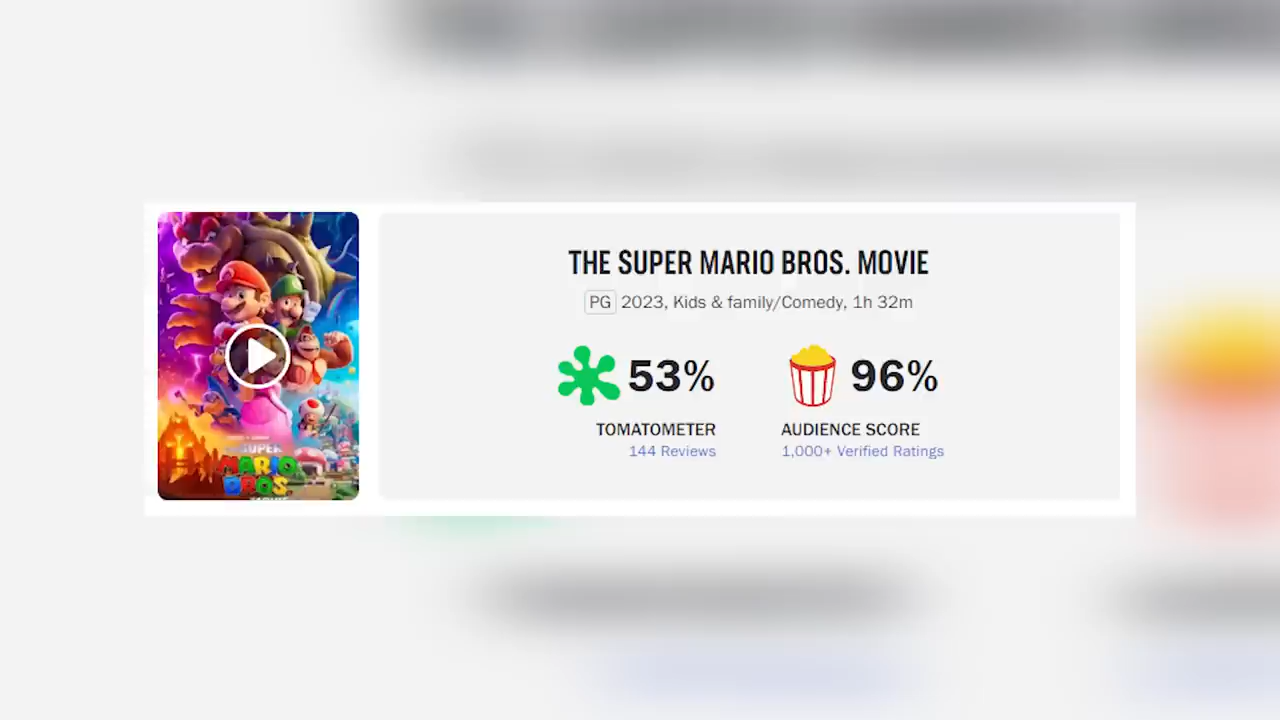 THE SUPER MARIO BROS. MOVIE
PG 2023, Kids & family/Comedy, 1h 32m
53% 96%
TOMATOMETER AUDIENCE SCORE
144 Reviews 1,000+ Verified Ratings
SUPER
MARIO
BROS.